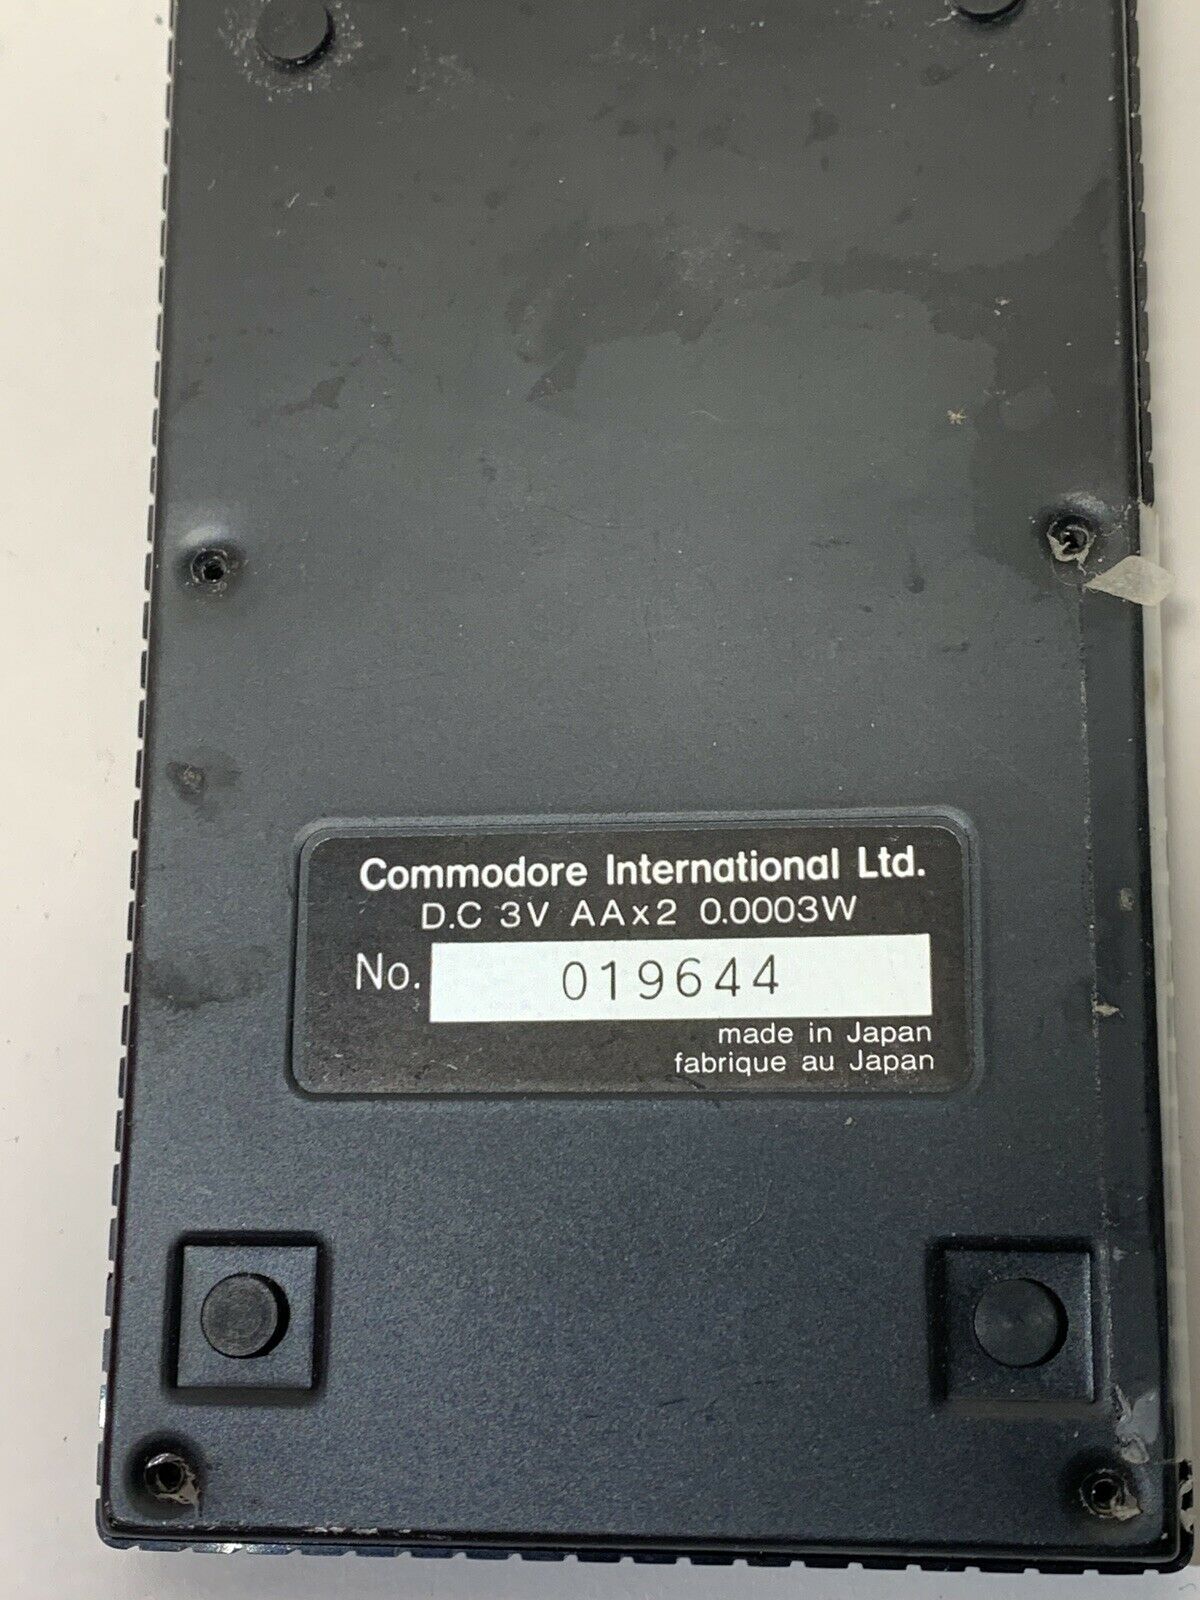 Commodore International Ltd.
D.C 3V AAx2 0.0003W
No. 019644
made in Japan
fabrique au Japan